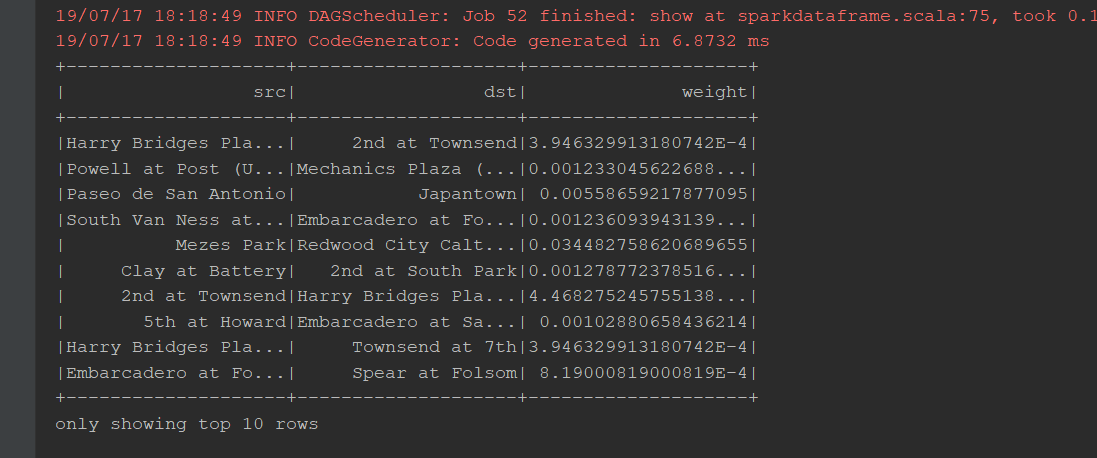 19/07/17 18:18:49 INFO DAGScheduler: Job 52 finished: show at sparkdataframe.scala:75, took 0.1
19/07/17 18:18:49 INFO CodeGenerator: Code generated in 6.8732 ms
+--------------------+--------------------+--------------------+
|                 src|                 dst|              weight|
+--------------------+--------------------+--------------------+
|Harry Bridges Pla...|     2nd at Townsend|3.946329913180742E-4|
|Powell at Post (U...|Mechanics Plaza (...|0.001233045622688...|
|Paseo de San Antonio|           Japantown| 0.00558659217877095|
|South Van Ness at...|Embarcadero at Fo...|0.001236093943139...|
|          Mezes Park|Redwood City Calt...|0.034482758620689655|
|     Clay at Battery|   2nd at South Park|0.001278772378516...|
|     2nd at Townsend|Harry Bridges Pla...|4.468275245755138...|
|       5th at Howard|Embarcadero at Sa...| 0.00102880658436214|
|Harry Bridges Pla...|     Townsend at 7th|3.946329913180742E-4|
|Embarcadero at Fo...|     Spear at Folsom| 8.19000819000819E-4|
+--------------------+--------------------+--------------------+
only showing top 10 rows